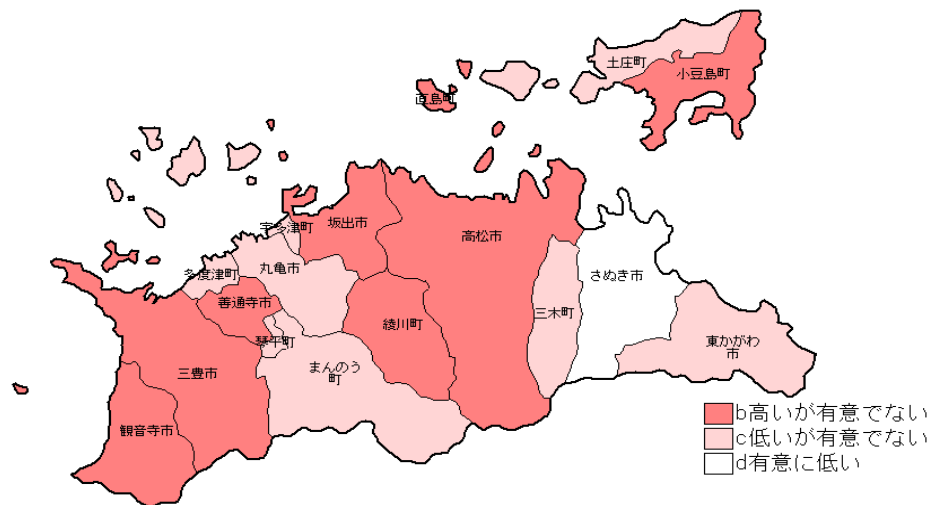 土庄町
小豆島町
直島町
宇多津町
坂出市
高松市
丸亀市
多度津町
さぬき市
善通寺市
三木町
綾川町
琴平町
まんのう
町
東かがわ
市
三豊市
観音寺市
b高いが有意でない
c低いが有意でない
d有意に低い